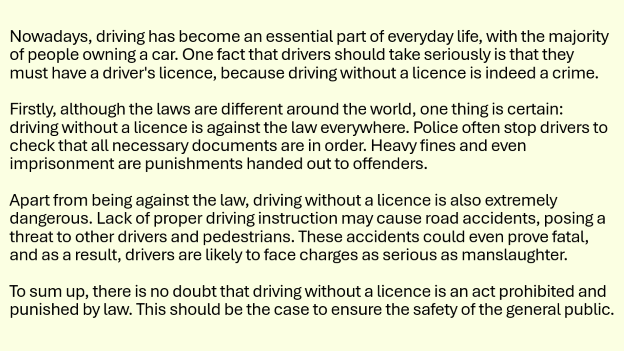 Nowadays, driving has become an essential part of everyday life, with the majority
of people owning a car. One fact that drivers should take seriously is that they
must have a driver's licence, because driving without a licence is indeed a crime.
Firstly, although the laws are different around the world, one thing is certain:
driving without a licence is against the law everywhere. Police often stop drivers to
check that all necessary documents are in order. Heavy fines and even
imprisonment are punishments handed out to offenders.
Apart from being against the law, driving without a licence is also extremely
dangerous. Lack of proper driving instruction may cause road accidents, posing a
threat to other drivers and pedestrians. These accidents could even prove fatal,
and as a result, drivers are likely to face charges as serious as manslaughter.
To sum up, there is no doubt that driving without a licence is an act prohibited and
punished by law. This should be the case to ensure the safety of the general public.